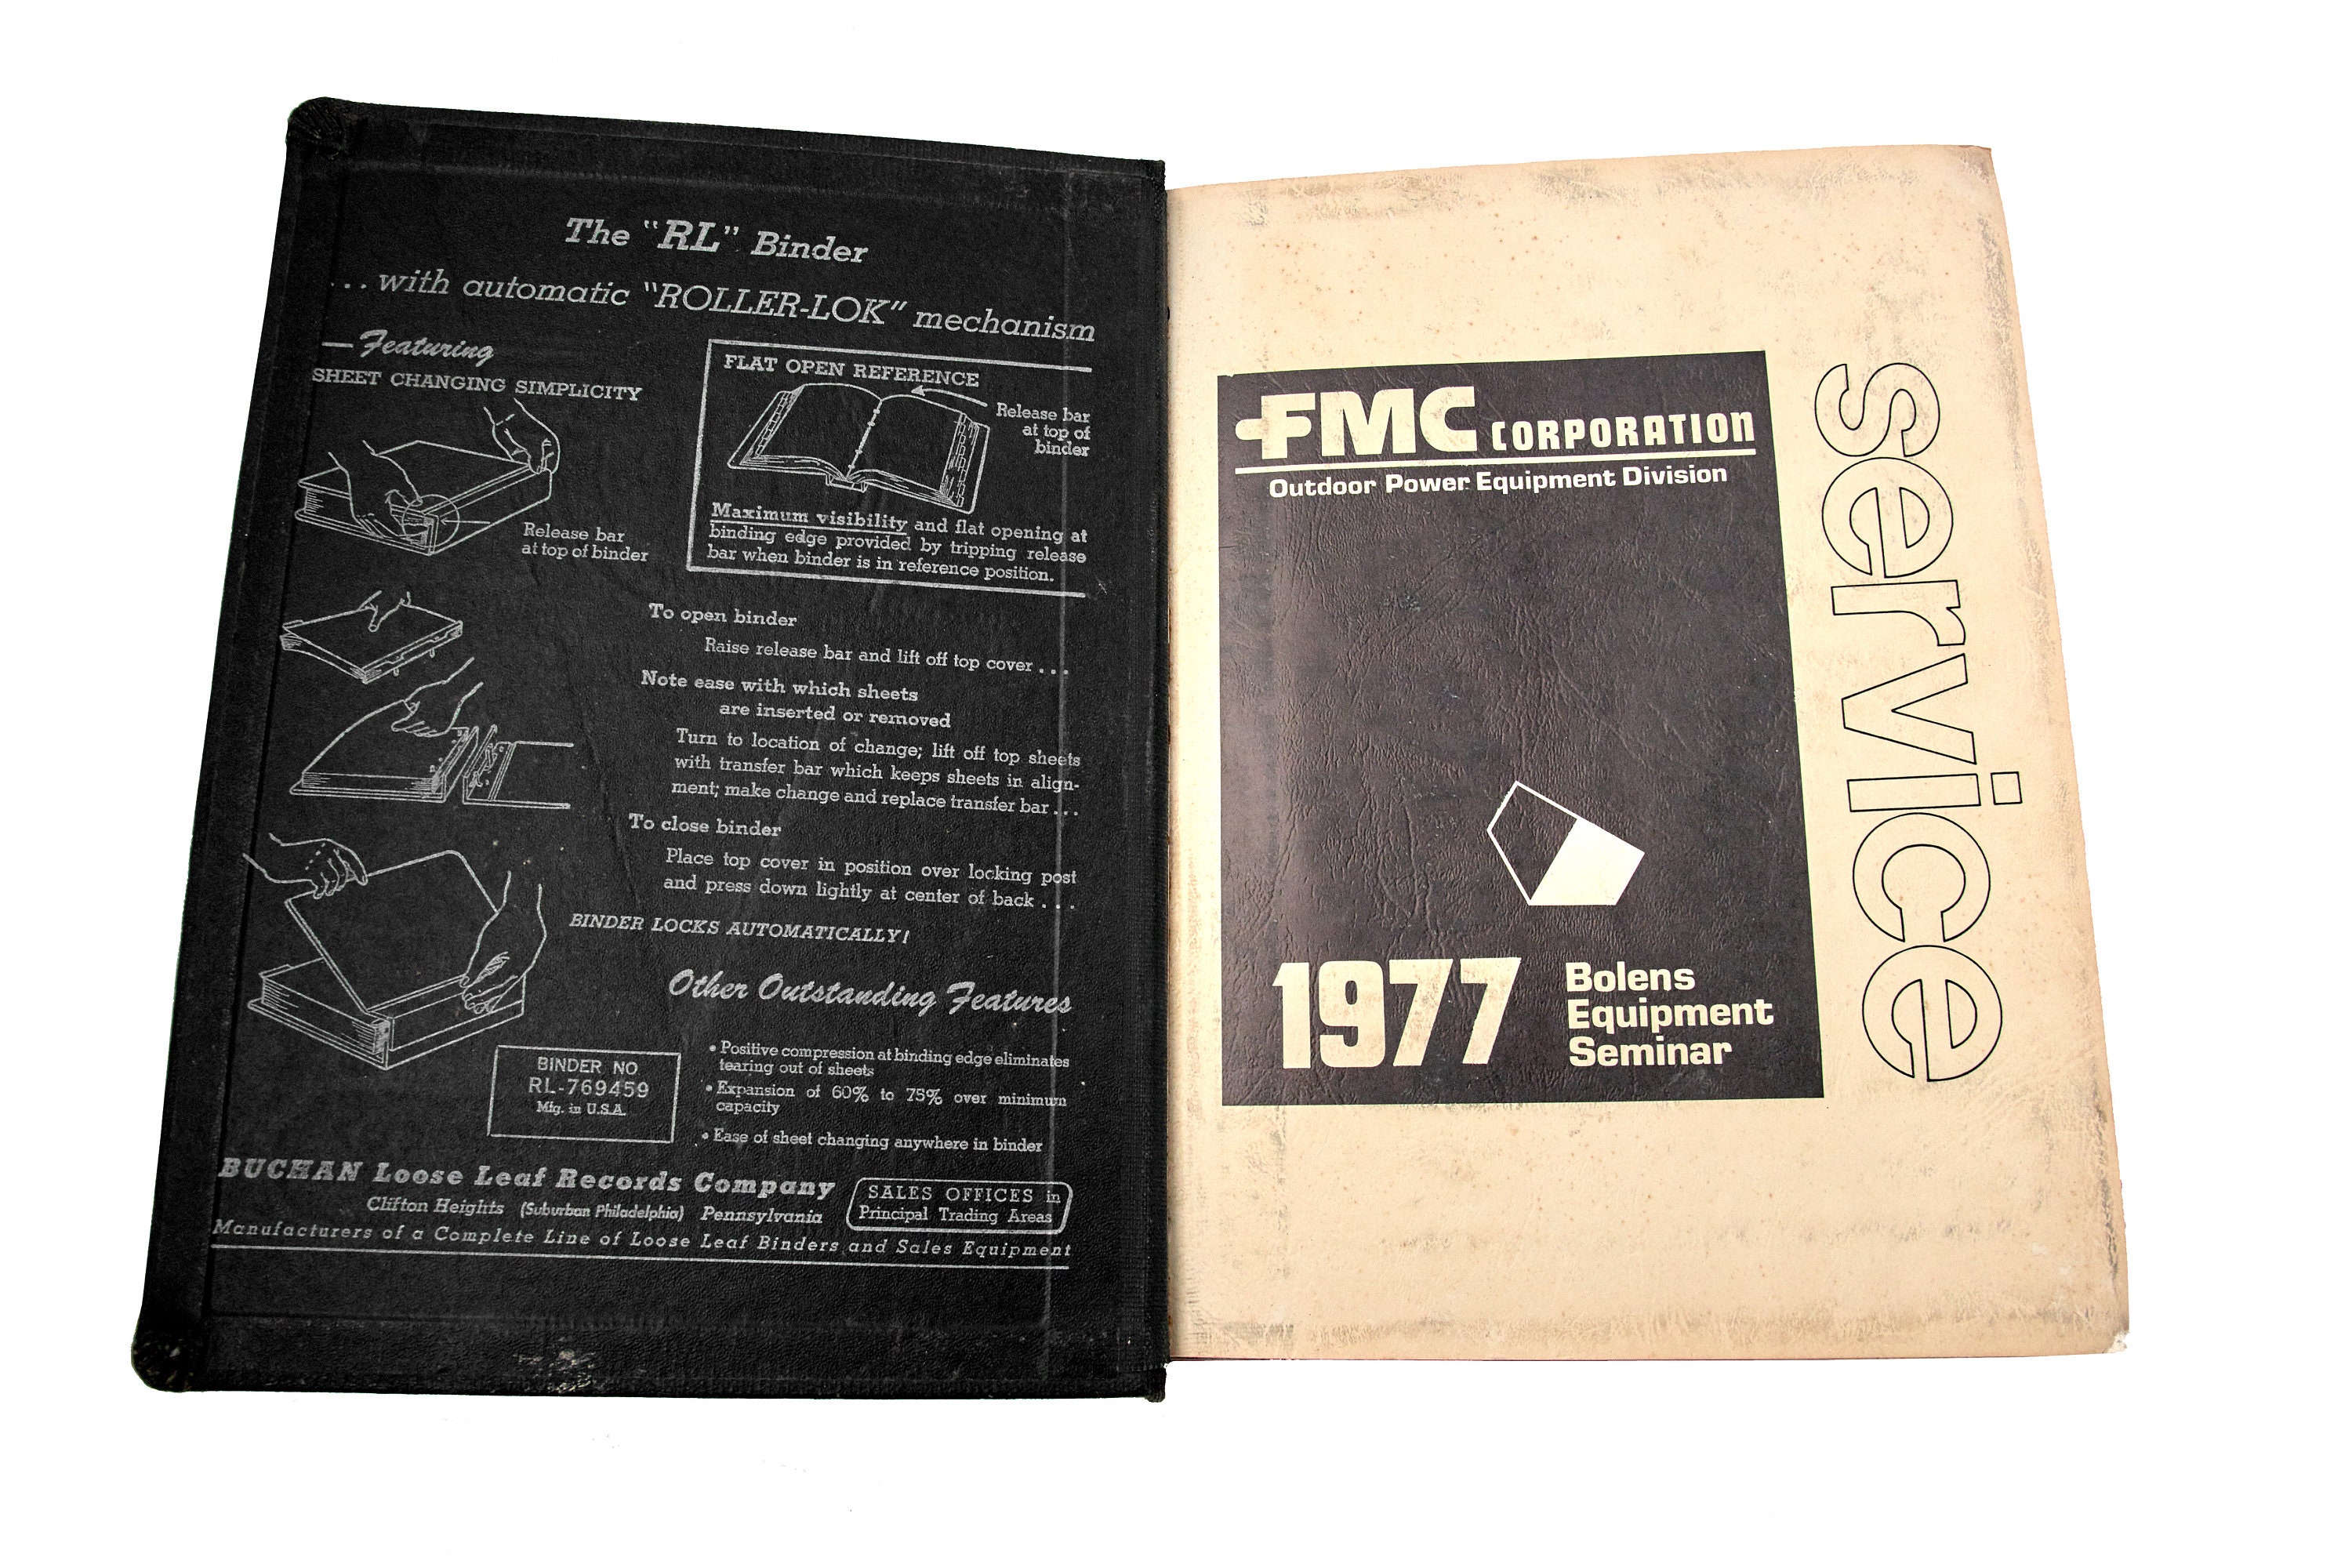 The "RL" Binder
...with automatic "ROLLER-LOK" mechanism
—Featuring
SHEET CHANGING SIMPLICITY
Release bar
at top of binder
FLAT OPEN REFERENCE
Release bar
at top of
binder
Maximum visibility and flat opening at
binding edge provided by tripping release
bar when binder is in reference position.
To open binder
Raise release bar and lift off top cover...
Note ease with which sheets
are inserted or removed
Turn to location of change; lift off top sheets
with transfer bar which keeps sheets in align-
ment; make change and replace transfer bar...
To close binder
Place top cover in position over locking post
and press down lightly at center of back...
BINDER LOCKS AUTOMATICALLY!
Other Outstanding Features
• Positive compression at binding edge eliminates
tearing out of sheets
• Expansion of 60% to 75% over minimum
capacity
• Ease of sheet changing anywhere in binder
BINDER NO
RL-769459
Mfg. in U.S.A.
BUCHAN Loose Leaf Records Company
Clifton Heights (Suburban Philadelphia) Pennsylvania
SALES OFFICES in
Principal Trading Areas
Manufacturers of a Complete Line of Loose Leaf Binders and Sales Equipment
FMC CORPORATION
Outdoor Power Equipment Division
1977
Bolens
Equipment
Seminar
service